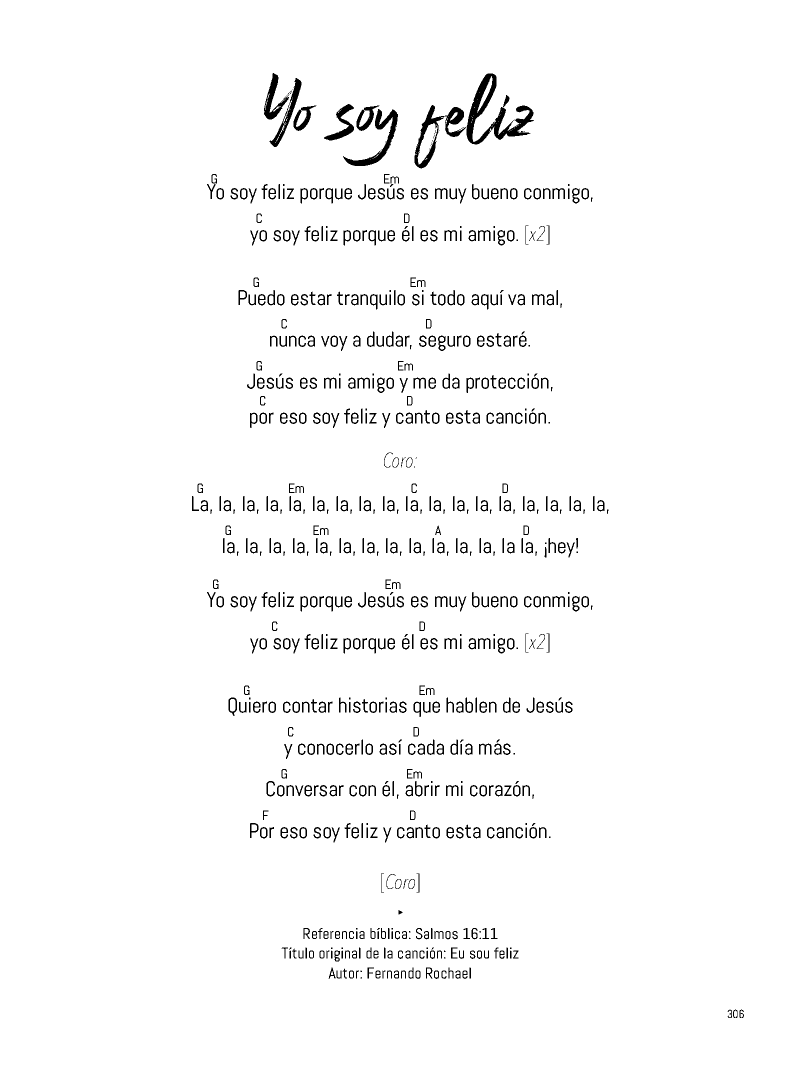 Yo soy feliz
G Em
Yo soy feliz porque Jesús es muy bueno conmigo,
C D
yo soy feliz porque él es mi amigo. [x2]
G Em
Puedo estar tranquilo si todo aquí va mal,
C D
nunca voy a dudar, seguro estaré.
G Em
Jesús es mi amigo y me da protección,
C D
por eso soy feliz y canto esta canción.
Coro:
G Em C D
La, la, la, la, la, la, la, la, la, la, la, la, la, la, la, la, la, la,
G Em A D
la, la, la, la, la, la, la, la, la, la, la, la, la la, ¡hey!
G Em
Yo soy feliz porque Jesús es muy bueno conmigo,
C D
yo soy feliz porque él es mi amigo. [x2]
G Em
Quiero contar historias que hablen de Jesús
C D
y conocerlo así cada día más.
G Em
Conversar con él, abrir mi corazón,
F D
Por eso soy feliz y canto esta canción.
[Coro]
Referencia bíblica: Salmos 16:11
Título original de la canción: Eu sou feliz
Autor: Fernando Rochael
306